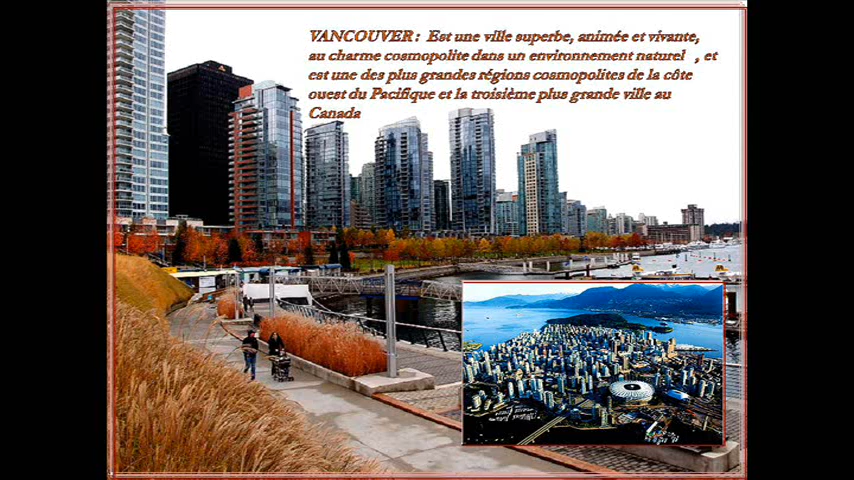 VANCOUVER : Est une ville superbe, animée et vivante,
au charme cosmopolite dans un environnement naturel , et
est une des plus grandes régions cosmopolites de la côte
ouest du Pacifique et la troisième plus grande ville au
Canada